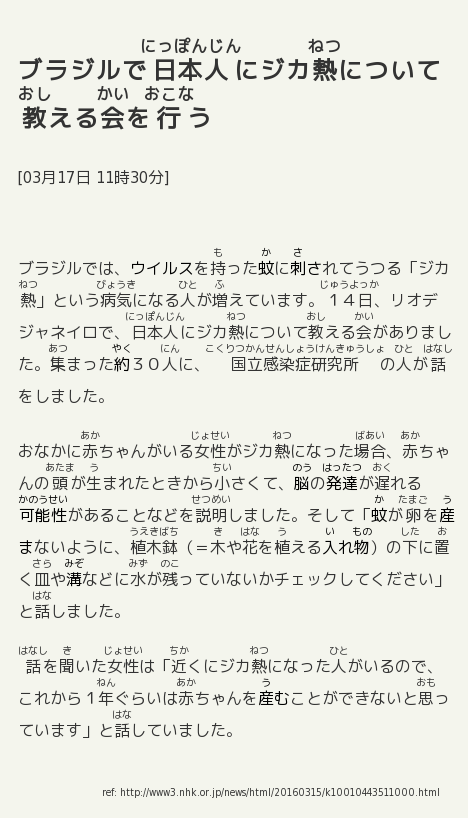 ブラジルで日本人にジカ熱について
教える会を行う
[03月17日 11時30分]
ブラジルでは、ウイルスを持った蚊に刺されてうつる「ジカ
熱」という病気になる人が増えています。１４日、リオデ
ジャネイロで、日本人にジカ熱について教える会がありまし
た。集まった約３０人に、国立感染症研究所の人が話
をしました。
おなかに赤ちゃんがいる女性がジカ熱になった場合、赤ちゃ
んの頭が生まれたときから小さくて、脳の発達が遅れる
可能性があることなどを説明しました。そして「蚊が卵を産
まないように、植木鉢（＝木や花を植える入れ物）の下に置
く皿や溝などに水が残っていないかチェックしてください」
と話しました。
話を聞いた女性は「近くにジカ熱になった人がいるので、
これから１年ぐらいは赤ちゃんを産むことができないと思っ
ています」と話していました。
ref: http://www3.nhk.or.jp/news/html/20160315/k10010443511000.html